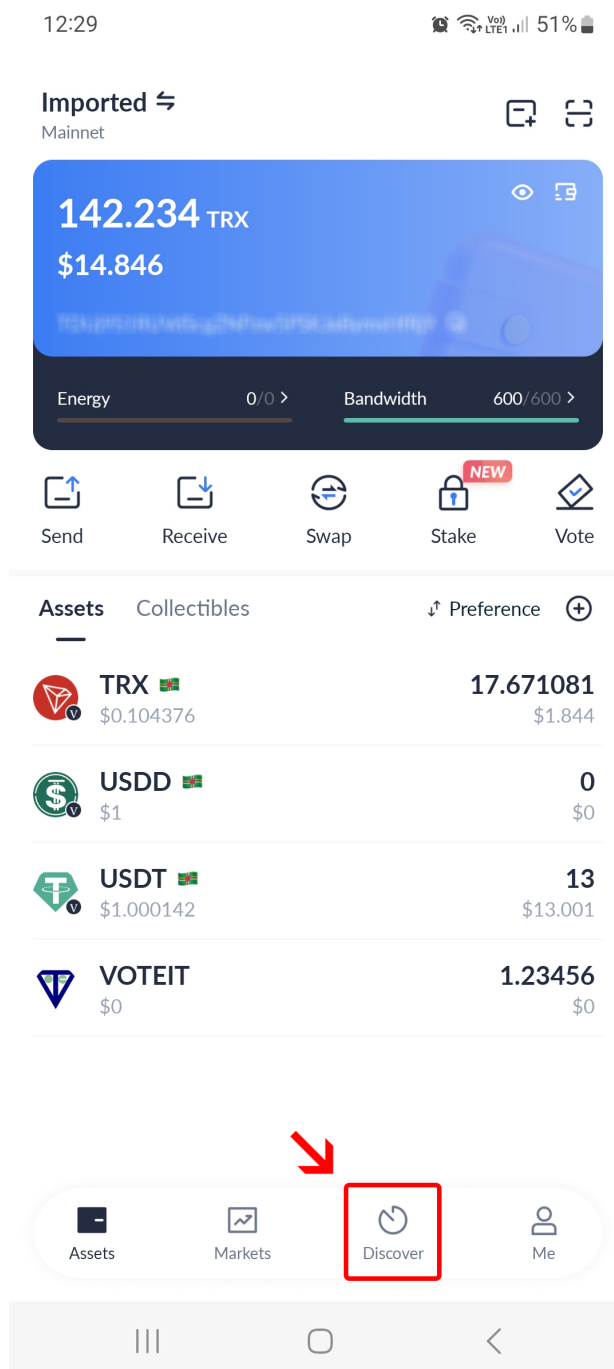 12:29
Vo)) LTE1 51%
Imported
Mainnet
142.234 TRX
$14.846
Energy 0/0 > Bandwidth 600/600 >
NEW
Send Receive Swap Stake Vote
Assets Collectibles Preference
TRX 17.671081
$0.104376 $1.844
USDD 0
$1 $0
USDT 13
$1.000142 $13.001
VOTEIT 1.23456
$0 $0
Assets Markets Discover Me